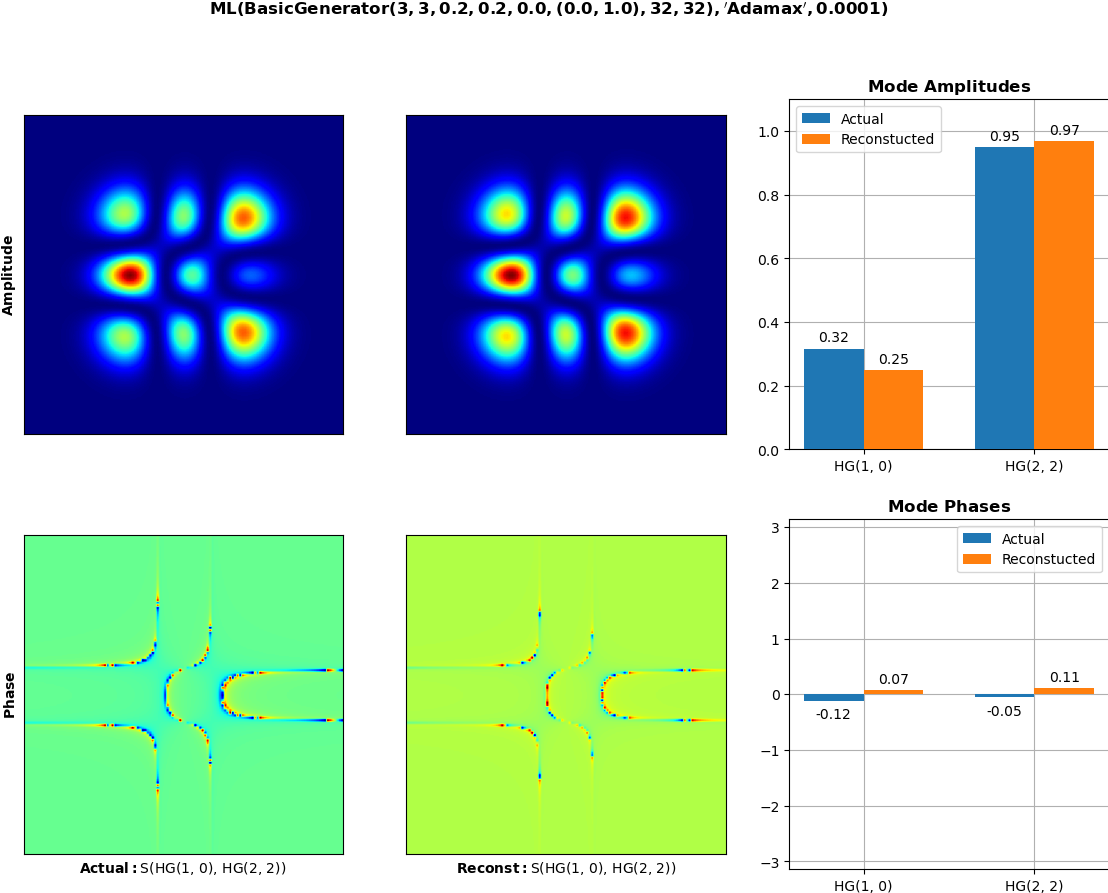 ML(BasicGenerator(3, 3, 0.2, 0.2, 0.0, (0.0, 1.0), 32, 32), ′Adamax′, 0.0001)
Amplitude
Mode Amplitudes
Actual
Reconstucted
1.0
0.8
0.6
0.4
0.2
0.0
0.32
0.25
0.95
0.97
HG(1, 0)
HG(2, 2)
Phase
Actual: S(HG(1, 0), HG(2, 2))
Reconst: S(HG(1, 0), HG(2, 2))
Mode Phases
Actual
Reconstucted
3
2
1
0
−1
−2
−3
-0.12
0.07
-0.05
0.11
HG(1, 0)
HG(2, 2)